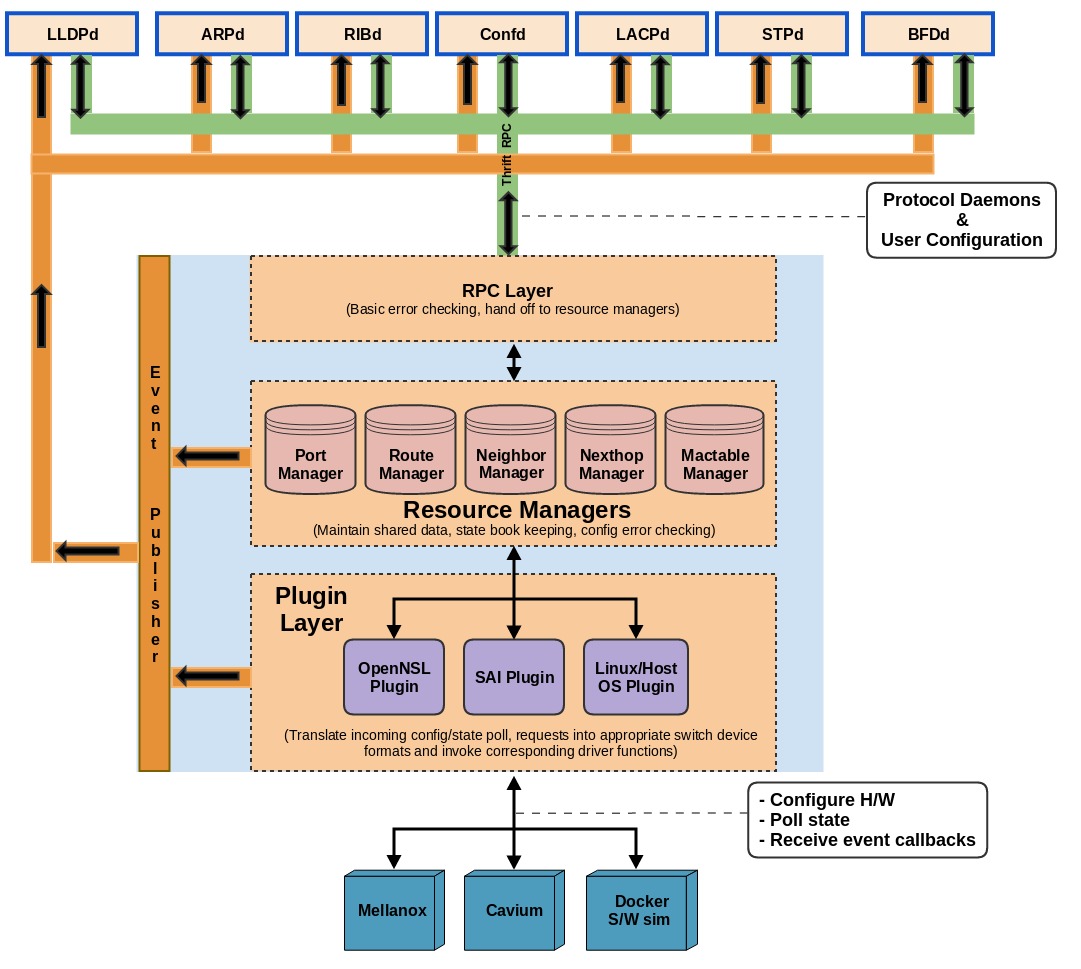 LLDPd
ARPd
RIBd
Confd
LACPd
STPd
BFDd
Thrift RPC
Protocol Daemons
&
User Configuration
RPC Layer
(Basic error checking, hand off to resource managers)
Event Publisher
Port
Manager
Route
Manager
Neighbor
Manager
Nexthop
Manager
Mactable
Manager
Resource Managers
(Maintain shared data, state book keeping, config error checking)
Plugin
Layer
OpenNSL
Plugin
SAI Plugin
Linux/Host
OS Plugin
(Translate incoming config/state poll, requests into appropriate switch device
formats and invoke corresponding driver functions)
- Configure H/W
- Poll state
- Receive event callbacks
Mellanox
Cavium
Docker
S/W sim